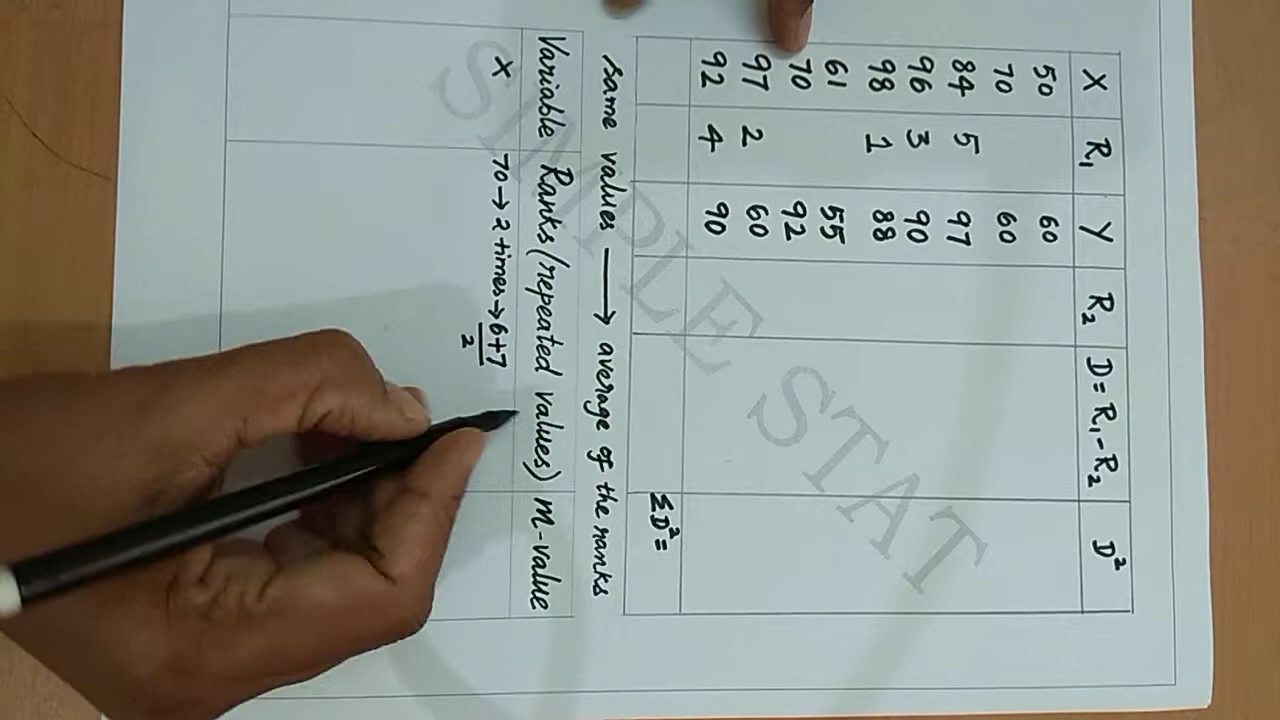 X R₁ Y R₂ D=R₁-R₂ D²
50 60
70 60
84 5 97
96 3 90
98 1 88
61 55
70 92
97 2 60
92 4 90
ΣD²=
same values ⟶ average of the ranks
Variable Ranks (repeated values) m-value
X 70→2 times→6+7/2
SIMPLE STAT